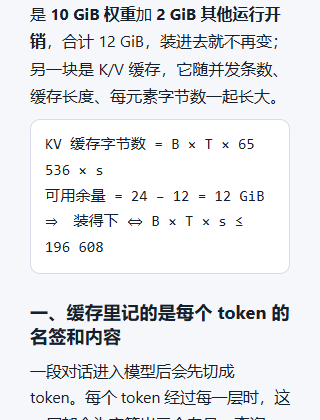 是 10 GiB 权重加 2 GiB 其他运行开
销，合计 12 GiB，装进去就不再变；
另一块是 K/V 缓存，它随并发条数、
缓存长度、每元素字节数一起长大。
KV 缓存字节数 = B × T × 65
536 × s
可用余量 = 24 − 12 = 12 GiB
⇒ 装得下 ⇔ B × T × s ≤
196 608
一、缓存里记的是每个 token 的
名签和内容
一段对话进入模型后会先切成
token。每个 token 经过每一层时，这